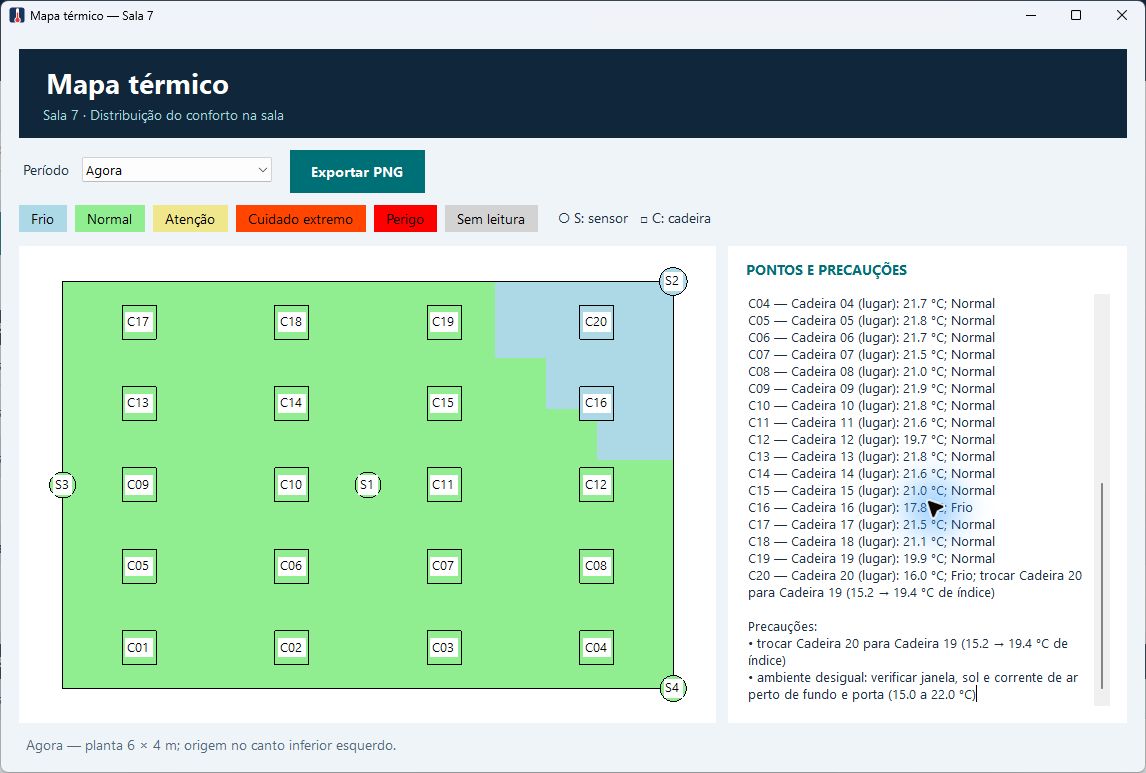 Mapa térmico — Sala 7
Mapa térmico
Sala 7 · Distribuição do conforto na sala
Período Agora Exportar PNG
Frio Normal Atenção Cuidado extremo Perigo Sem leitura ○ S: sensor □ C: cadeira
S2
C17 C18 C19 C20
C13 C14 C15 C16
S3 C09 C10 S1 C11 C12
C05 C06 C07 C08
C01 C02 C03 C04
S4
PONTOS E PRECAUÇÕES
C04 — Cadeira 04 (lugar): 21.7 °C; Normal
C05 — Cadeira 05 (lugar): 21.8 °C; Normal
C06 — Cadeira 06 (lugar): 21.7 °C; Normal
C07 — Cadeira 07 (lugar): 21.5 °C; Normal
C08 — Cadeira 08 (lugar): 21.0 °C; Normal
C09 — Cadeira 09 (lugar): 21.9 °C; Normal
C10 — Cadeira 10 (lugar): 21.8 °C; Normal
C11 — Cadeira 11 (lugar): 21.6 °C; Normal
C12 — Cadeira 12 (lugar): 19.7 °C; Normal
C13 — Cadeira 13 (lugar): 21.8 °C; Normal
C14 — Cadeira 14 (lugar): 21.6 °C; Normal
C15 — Cadeira 15 (lugar): 21.0 °C; Normal
C16 — Cadeira 16 (lugar): 17.8 °C; Frio
C17 — Cadeira 17 (lugar): 21.5 °C; Normal
C18 — Cadeira 18 (lugar): 21.1 °C; Normal
C19 — Cadeira 19 (lugar): 19.9 °C; Normal
C20 — Cadeira 20 (lugar): 16.0 °C; Frio; trocar Cadeira 20
para Cadeira 19 (15.2 → 19.4 °C de índice)
Precauções:
• trocar Cadeira 20 para Cadeira 19 (15.2 → 19.4 °C de
índice)
• ambiente desigual: verificar janela, sol e corrente de ar
perto de fundo e porta (15.0 a 22.0 °C)
Agora — planta 6 × 4 m; origem no canto inferior esquerdo.